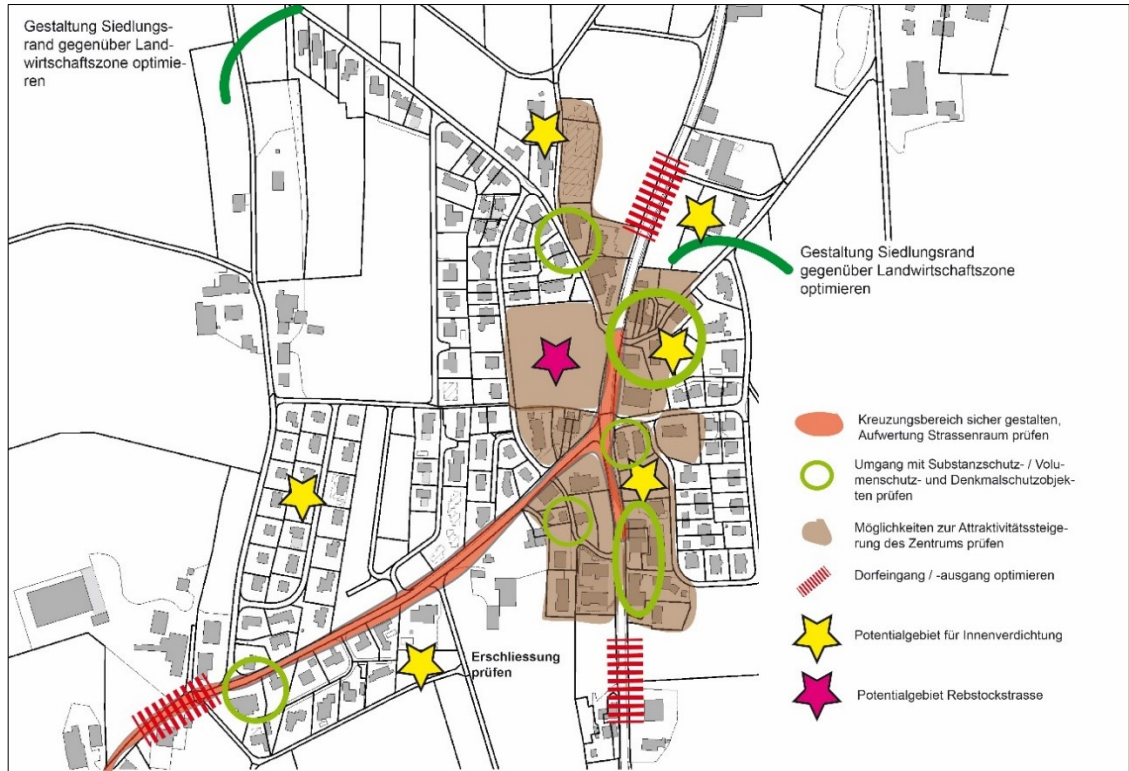 Gestaltung Siedlungs-
rand gegenüber Land-
wirtschaftszone optimie-
ren
Gestaltung Siedlungsrand
gegenüber Landwirtschaftszone
optimieren
Kreuzungsbereich sicher gestalten,
Aufwertung Strassenraum prüfen
Umgang mit Substanzschutz- / Volu-
menschutz- und Denkmalschutzobjek-
ten prüfen
Möglichkeiten zur Attraktivitätssteige-
rung des Zentrums prüfen
Dorfeingang / -ausgang optimieren
Potentialgebiet für Innenverdichtung
Erschliessung
prüfen
Potentialgebiet Rebstockstrasse